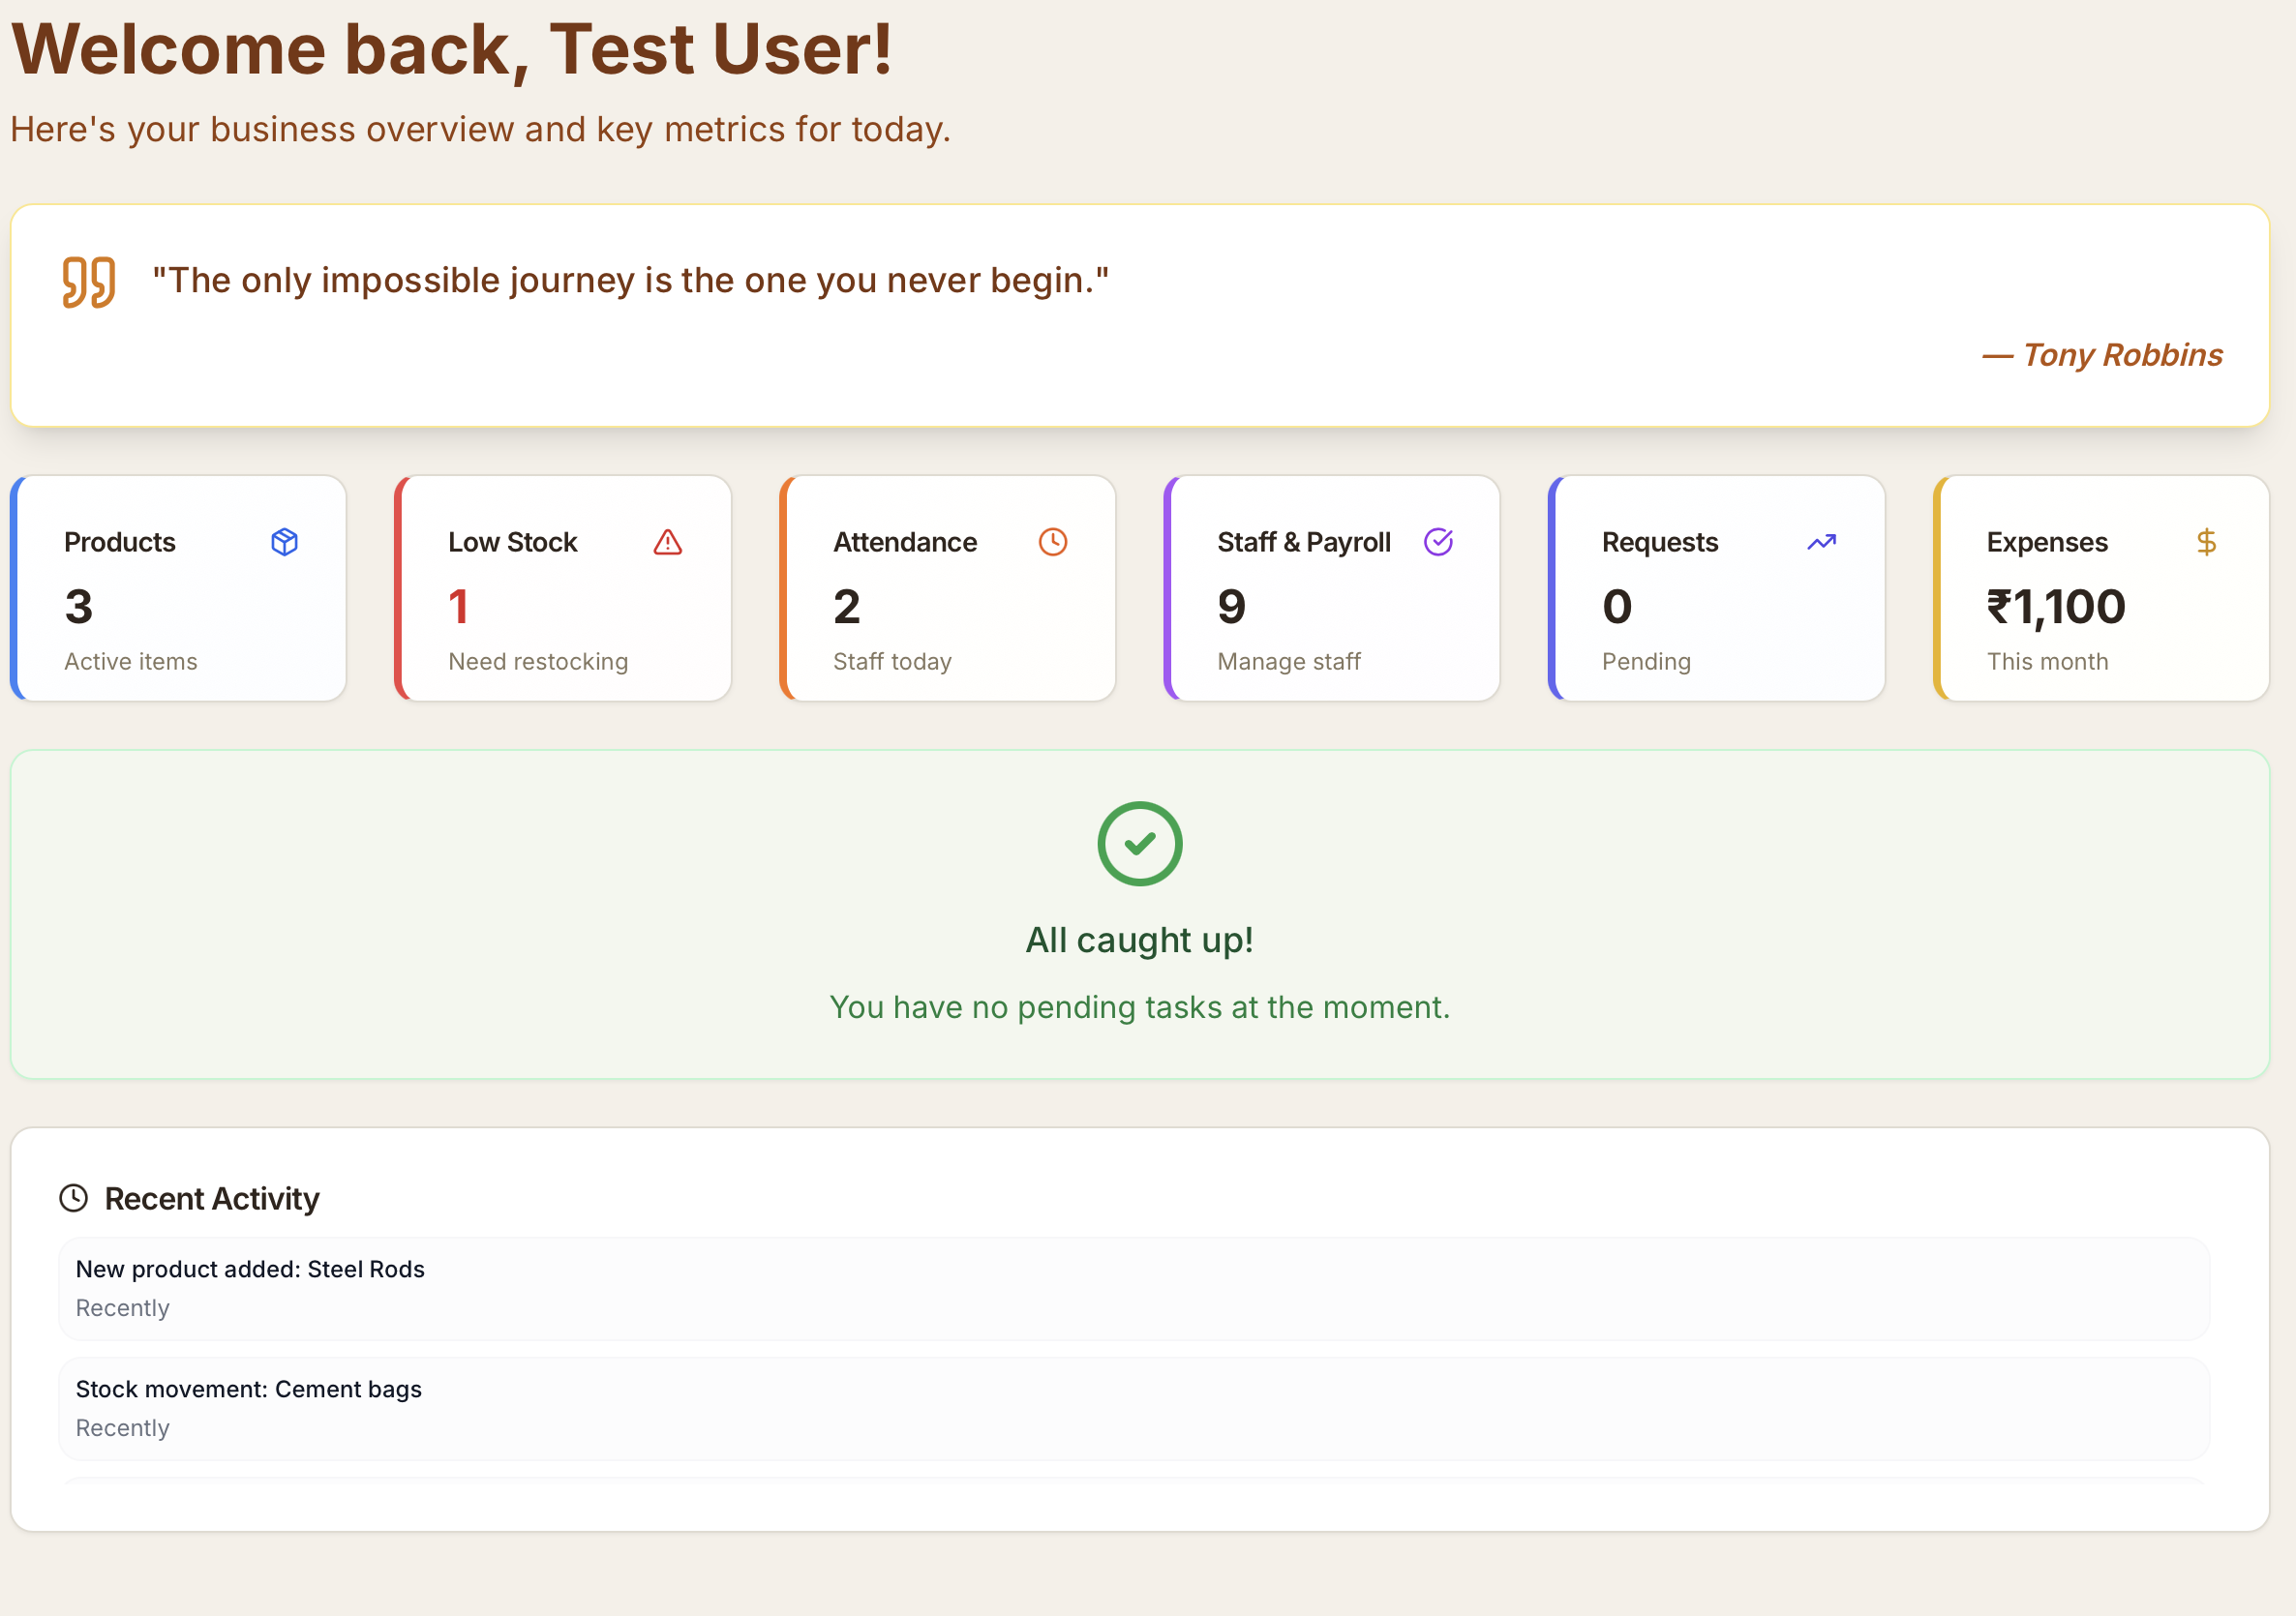 Welcome back, Test User!
Here's your business overview and key metrics for today.
"The only impossible journey is the one you never begin."
— Tony Robbins
Products
3
Active items
Low Stock
1
Need restocking
Attendance
2
Staff today
Staff & Payroll
9
Manage staff
Requests
0
Pending
Expenses
₹1,100
This month
All caught up!
You have no pending tasks at the moment.
Recent Activity
New product added: Steel Rods
Recently
Stock movement: Cement bags
Recently